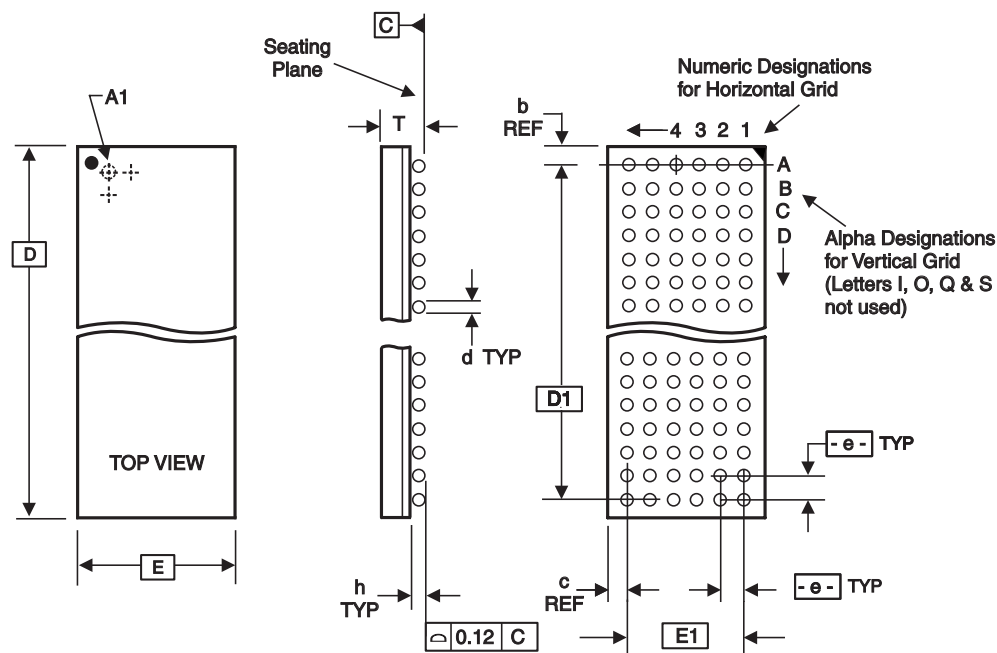 C
Seating
Plane
Numeric Designations
for Horizontal Grid
A1
T
b
REF
4 3 2 1
A
B
C
D
D
Alpha Designations
for Vertical Grid
(Letters I, O, Q & S
not used)
d TYP
D1
TOP VIEW
- e - TYP
E
h
TYP
c
REF
- e - TYP
⌓ 0.12 C
E1